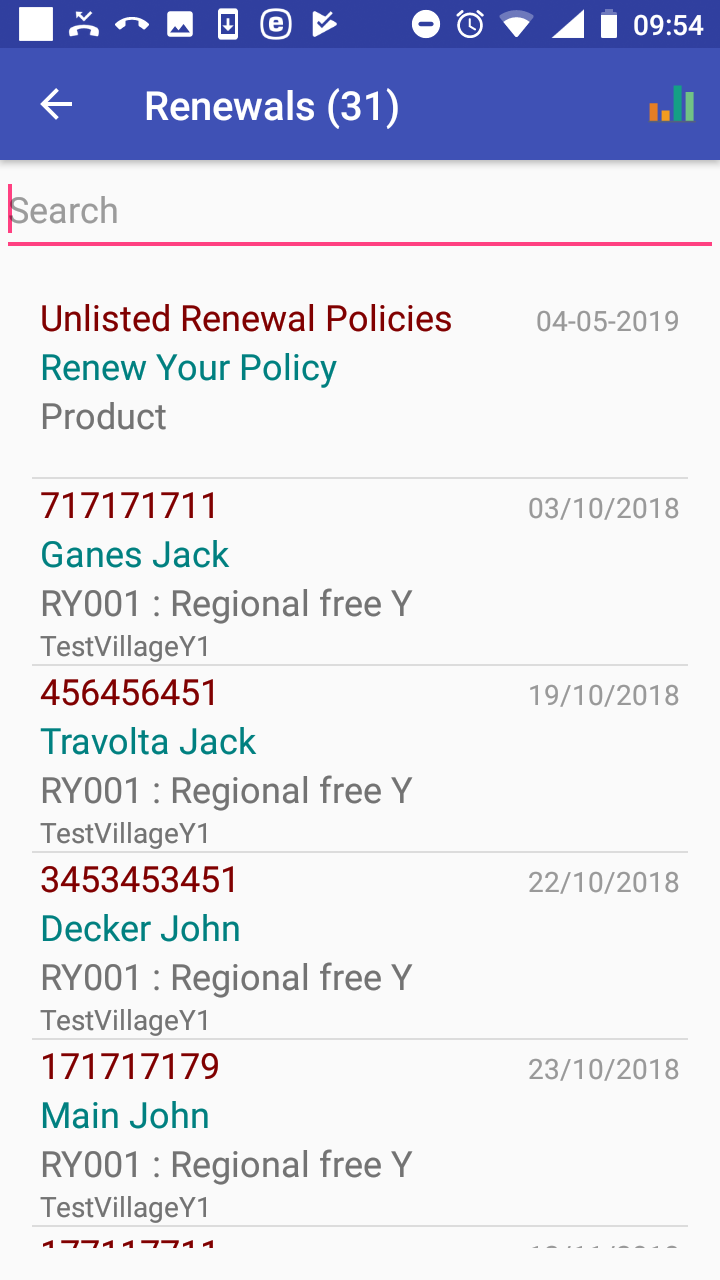 09:54
Renewals (31)
Search
Unlisted Renewal Policies 04-05-2019
Renew Your Policy
Product
717171711 03/10/2018
Ganes Jack
RY001 : Regional free Y
TestVillageY1
456456451 19/10/2018
Travolta Jack
RY001 : Regional free Y
TestVillageY1
3453453451 22/10/2018
Decker John
RY001 : Regional free Y
TestVillageY1
171717179 23/10/2018
Main John
RY001 : Regional free Y
TestVillageY1